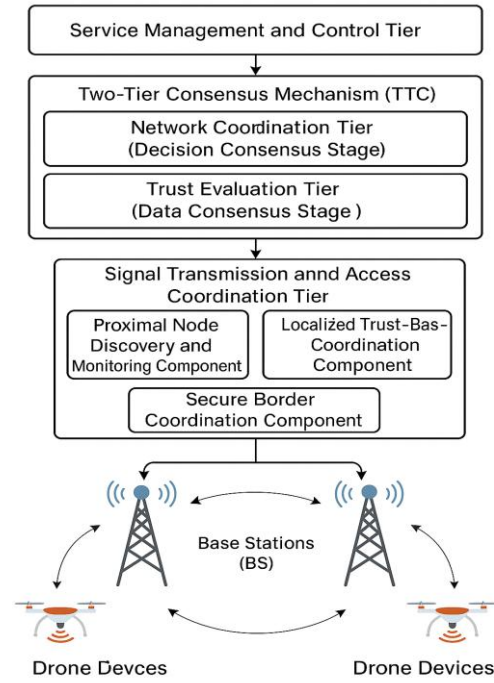 Service Management and Control Tier
Two-Tier Consensus Mechanism (TTC)
Network Coordination Tier
(Decision Consensus Stage)
Trust Evaluation Tier
(Data Consensus Stage )
Signal Transmission annd Access
Coordination Tier
Proximal Node
Discovery and
Monitoring Component
Localized Trust-Bas-
Coordination
Component
Secure Border
Coordination Component
Base Stations
(BS)
Drone Devces
Drone Devices